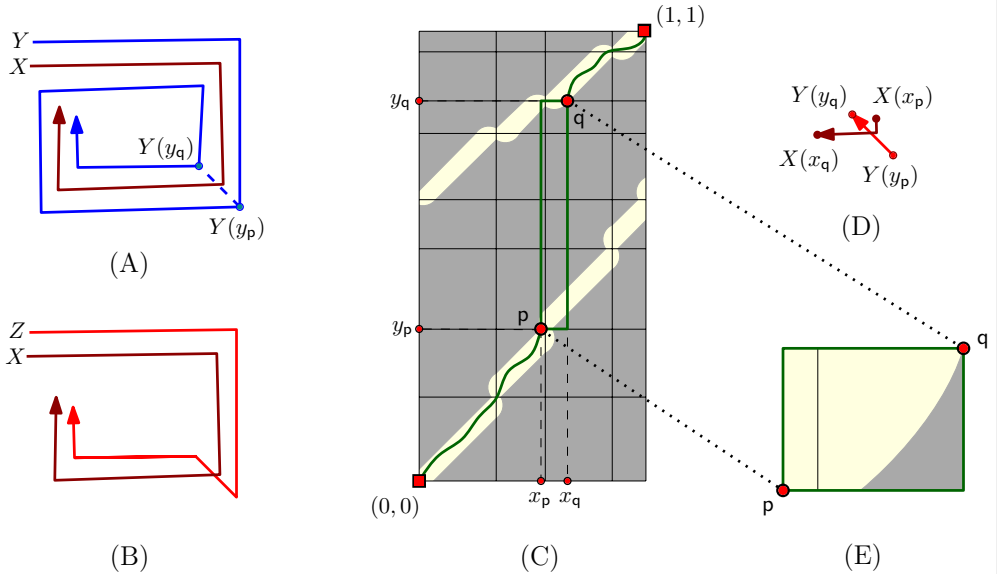 Y
X
Y(y_q)
Y(y_p)
(A)
Z
X
(B)
(1, 1)
y_q
q
p
y_p
(0, 0)
x_p x_q
(C)
Y(y_q) X(x_p)
X(x_q)
Y(y_p)
(D)
q
p
(E)